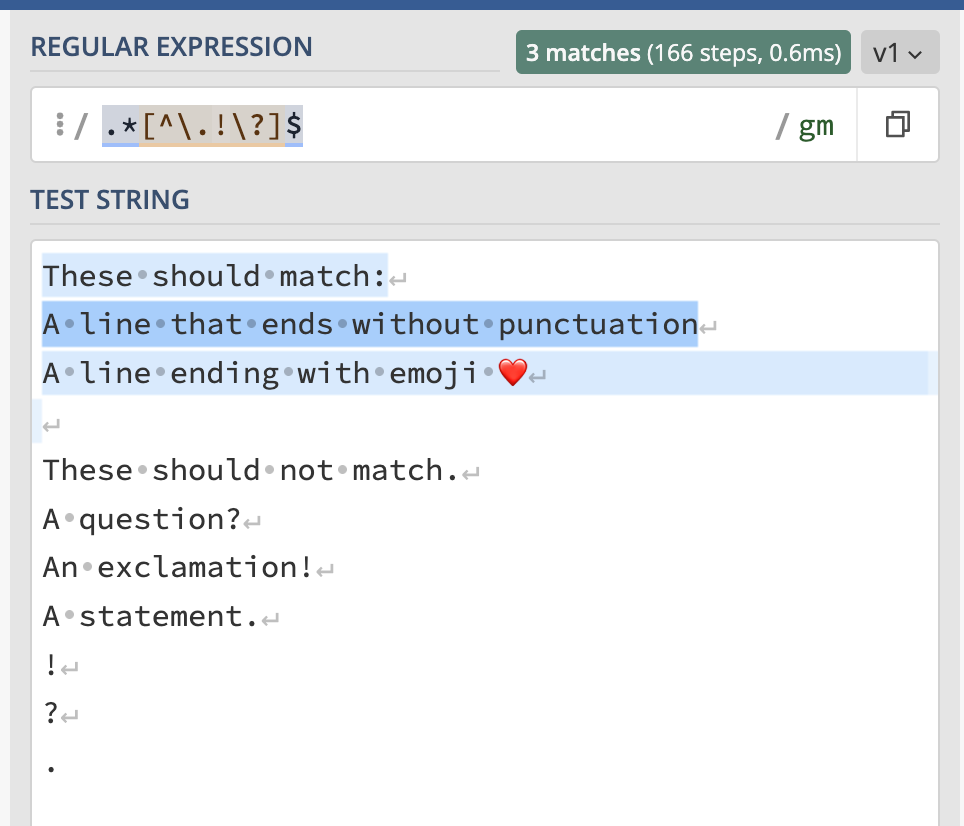 REGULAR EXPRESSION
3 matches (166 steps, 0.6ms)
v1
/ .*[^\.!\?]$ / gm
TEST STRING
These should match:
A line that ends without punctuation
A line ending with emoji ❤️

These should not match.
A question?
An exclamation!
A statement.
!
?
.